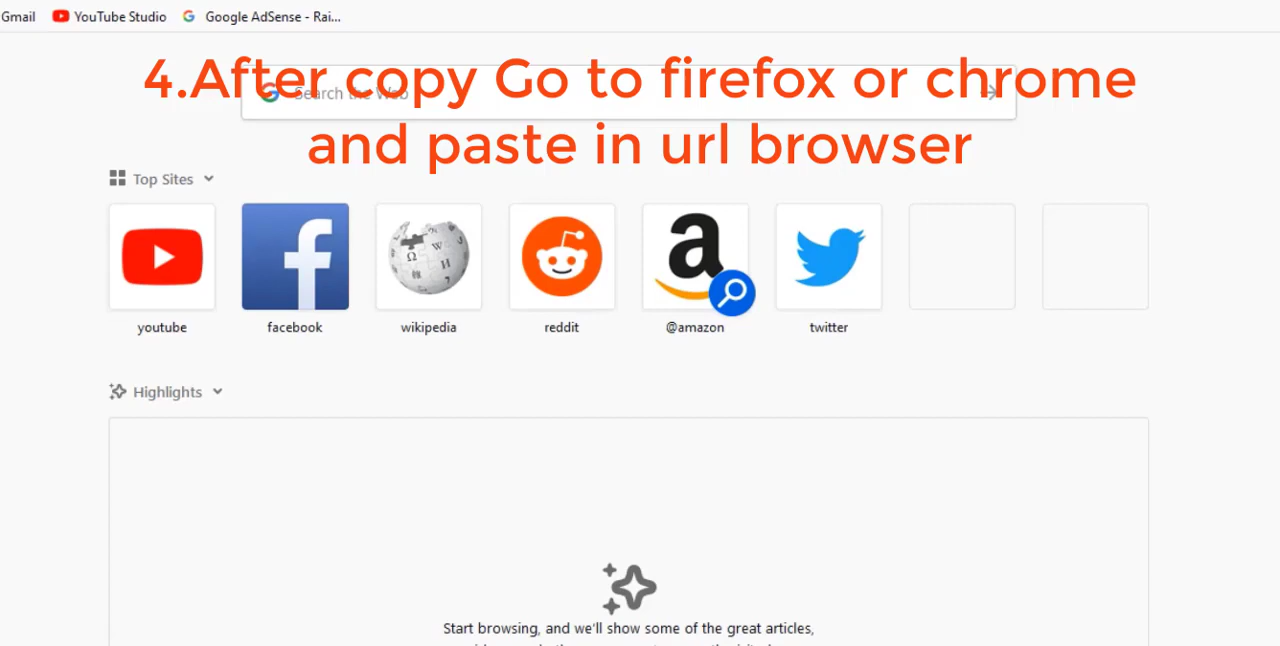 Gmail YouTube Studio Google AdSense - Rai...
4.After copy Go to firefox or chrome
Search the Web
and paste in url browser
Top Sites
youtube facebook wikipedia reddit @amazon twitter
Highlights
Start browsing, and we'll show some of the great articles,